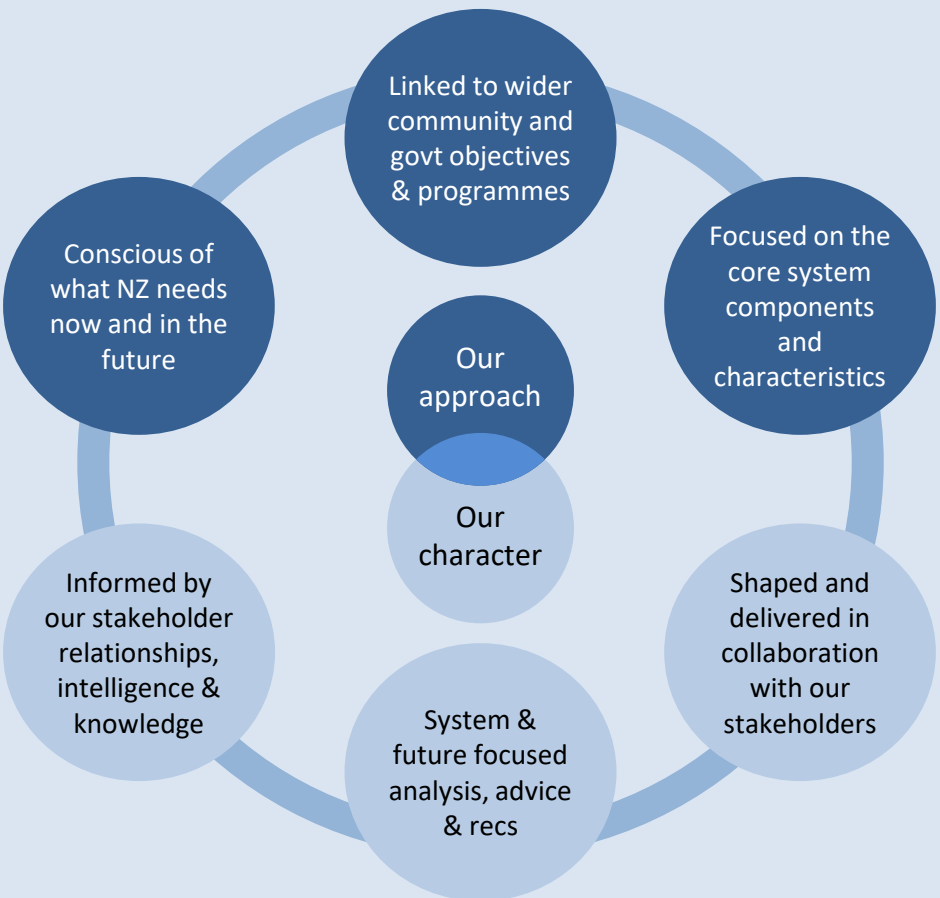 Linked to wider
community and
govt objectives
& programmes
Conscious of
what NZ needs
now and in the
future
Focused on the
core system
components
and
characteristics
Our
approach
Our
character
Informed by
our stakeholder
relationships,
intelligence &
knowledge
Shaped and
delivered in
collaboration
with our
stakeholders
System &
future focused
analysis, advice
& recs